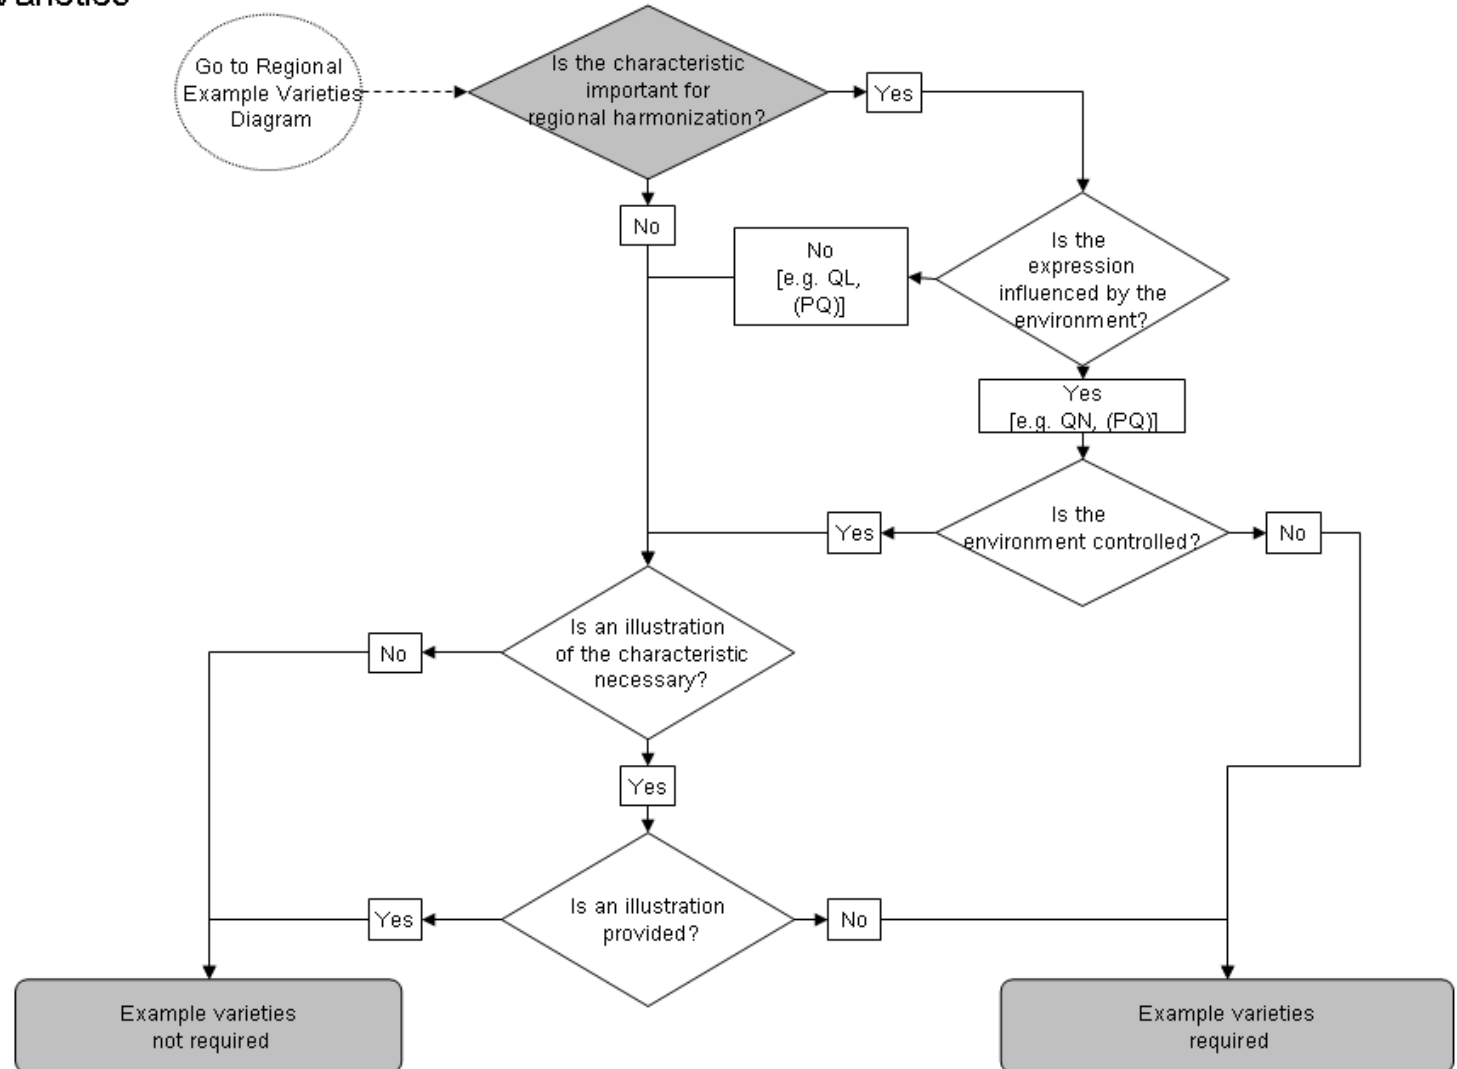 Varieties
Go to Regional
Example Varieties
Diagram
Is the characteristic
important for
regional harmonization?
Yes
No
No
[e.g. QL,
(PQ)]
Is the
expression
influenced by the
environment?
Yes
[e.g. QN, (PQ)]
Yes
Is the
environment controlled?
No
No
Is an illustration
of the characteristic
necessary?
Yes
Yes
Is an illustration
provided?
No
Example varieties
not required
Example varieties
required